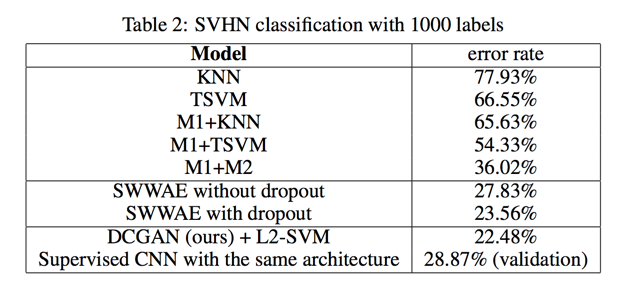 Table 2: SVHN classification with 1000 labels
Model error rate
KNN 77.93%
TSVM 66.55%
M1+KNN 65.63%
M1+TSVM 54.33%
M1+M2 36.02%
SWWAE without dropout 27.83%
SWWAE with dropout 23.56%
DCGAN (ours) + L2-SVM 22.48%
Supervised CNN with the same architecture 28.87% (validation)